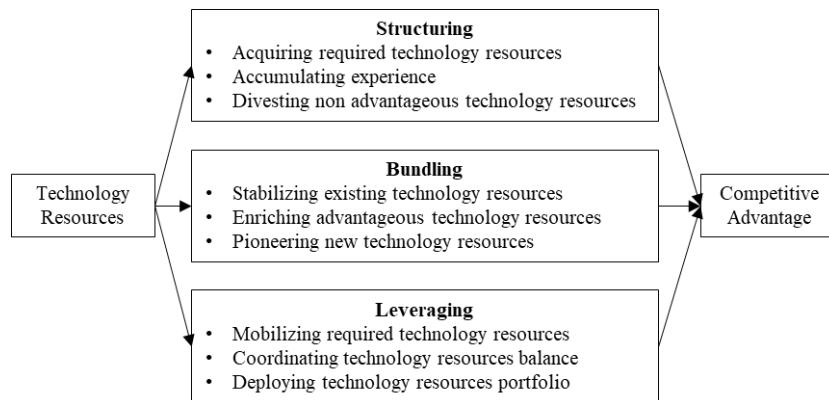 Structuring
• Acquiring required technology resources
• Accumulating experience
• Divesting non advantageous technology resources
Technology
Resources
Bundling
• Stabilizing existing technology resources
• Enriching advantageous technology resources
• Pioneering new technology resources
Competitive
Advantage
Leveraging
• Mobilizing required technology resources
• Coordinating technology resources balance
• Deploying technology resources portfolio